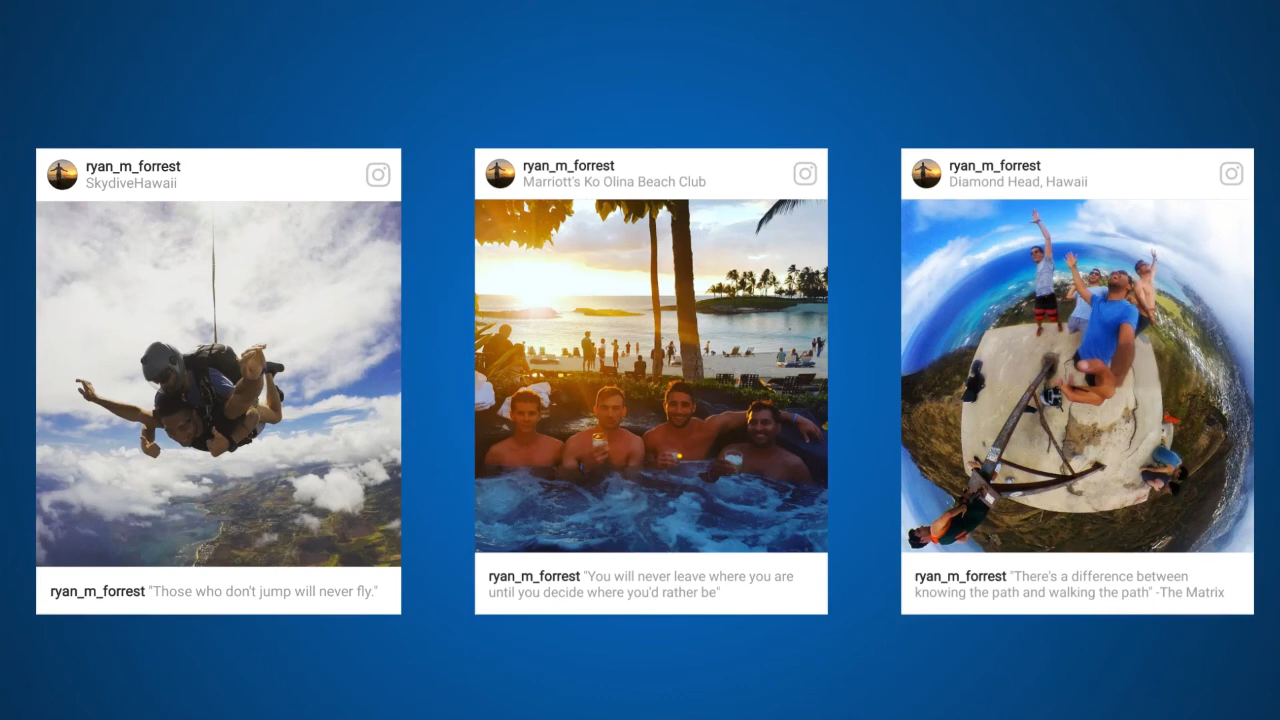 ryan_m_forrest
SkydiveHawaii
ryan_m_forrest "Those who don't jump will never fly."
ryan_m_forrest
Marriott's Ko Olina Beach Club
ryan_m_forrest "You will never leave where you are
until you decide where you'd rather be"
ryan_m_forrest
Diamond Head, Hawaii
ryan_m_forrest "There's a difference between
knowing the path and walking the path" -The Matrix